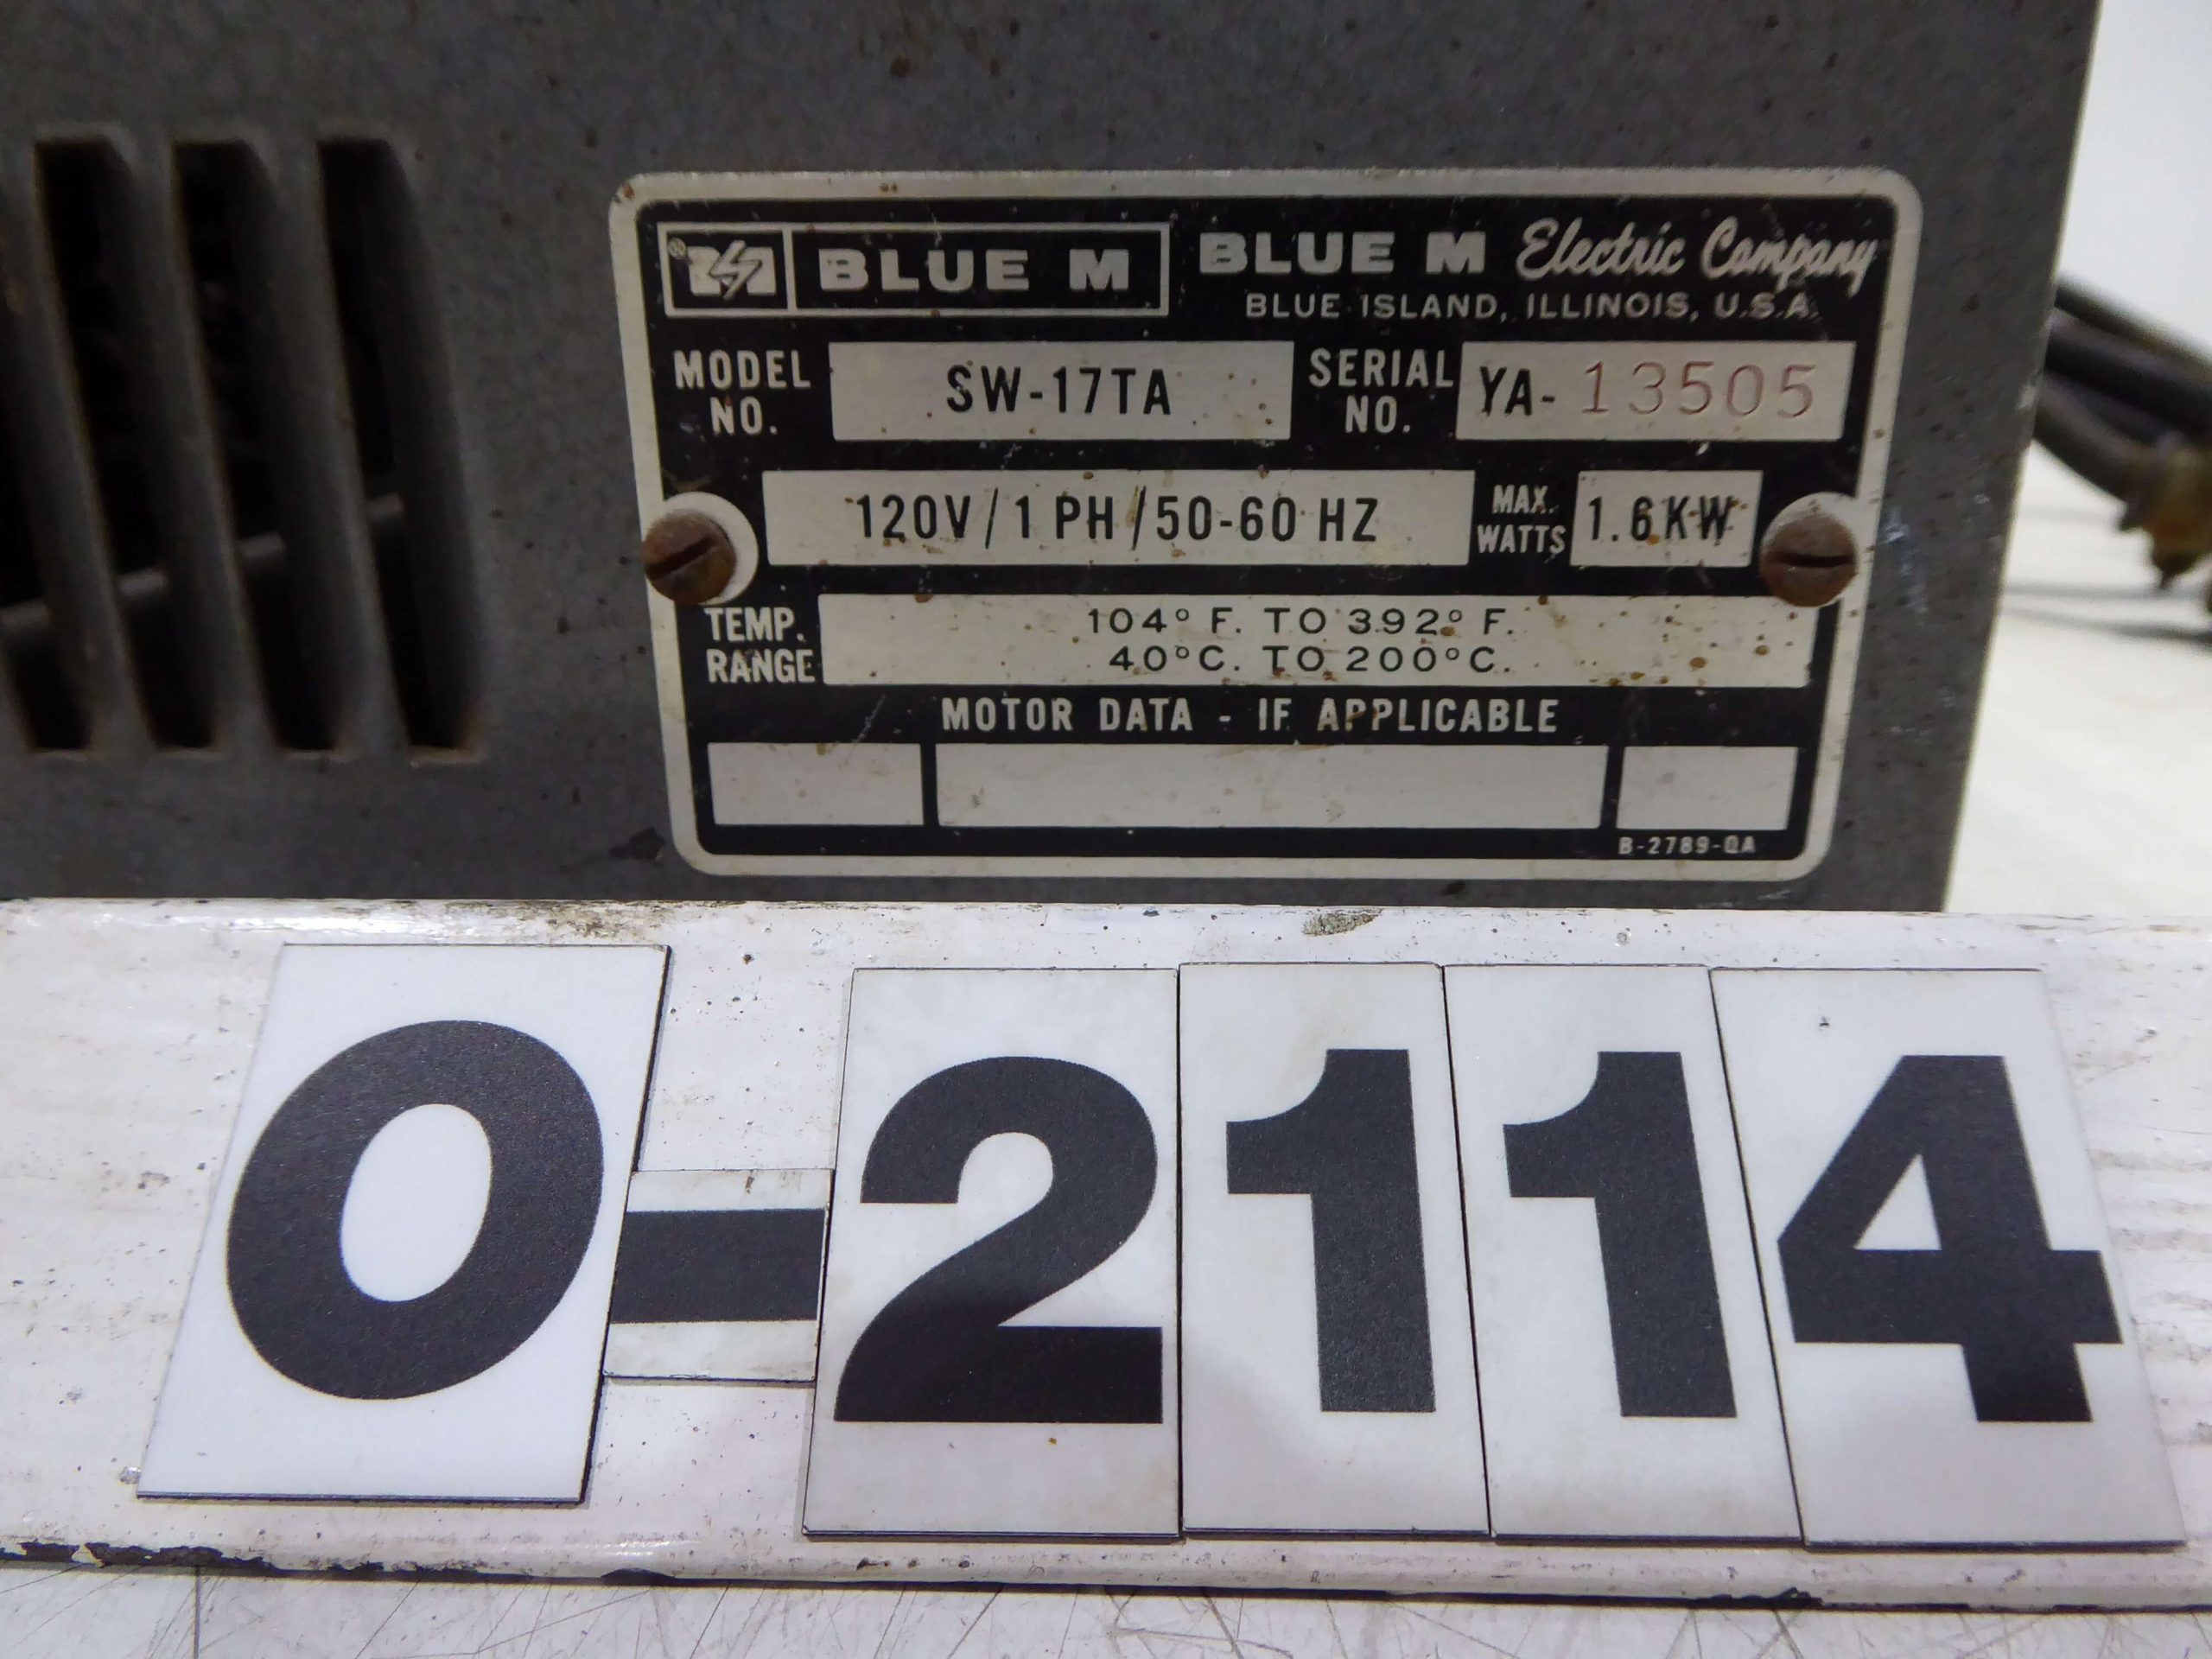 BLUE M
BLUE M Electric Company
BLUE ISLAND, ILLINOIS, U.S.A.
MODEL NO. SW-17TA SERIAL NO. YA-13505
120V/1 PH/50-60 HZ MAX. WATTS 1.6KW
TEMP. RANGE 104° F. TO 392° F.
40°C. TO 200°C.
MOTOR DATA - IF APPLICABLE
B-2789-QA
0-2114